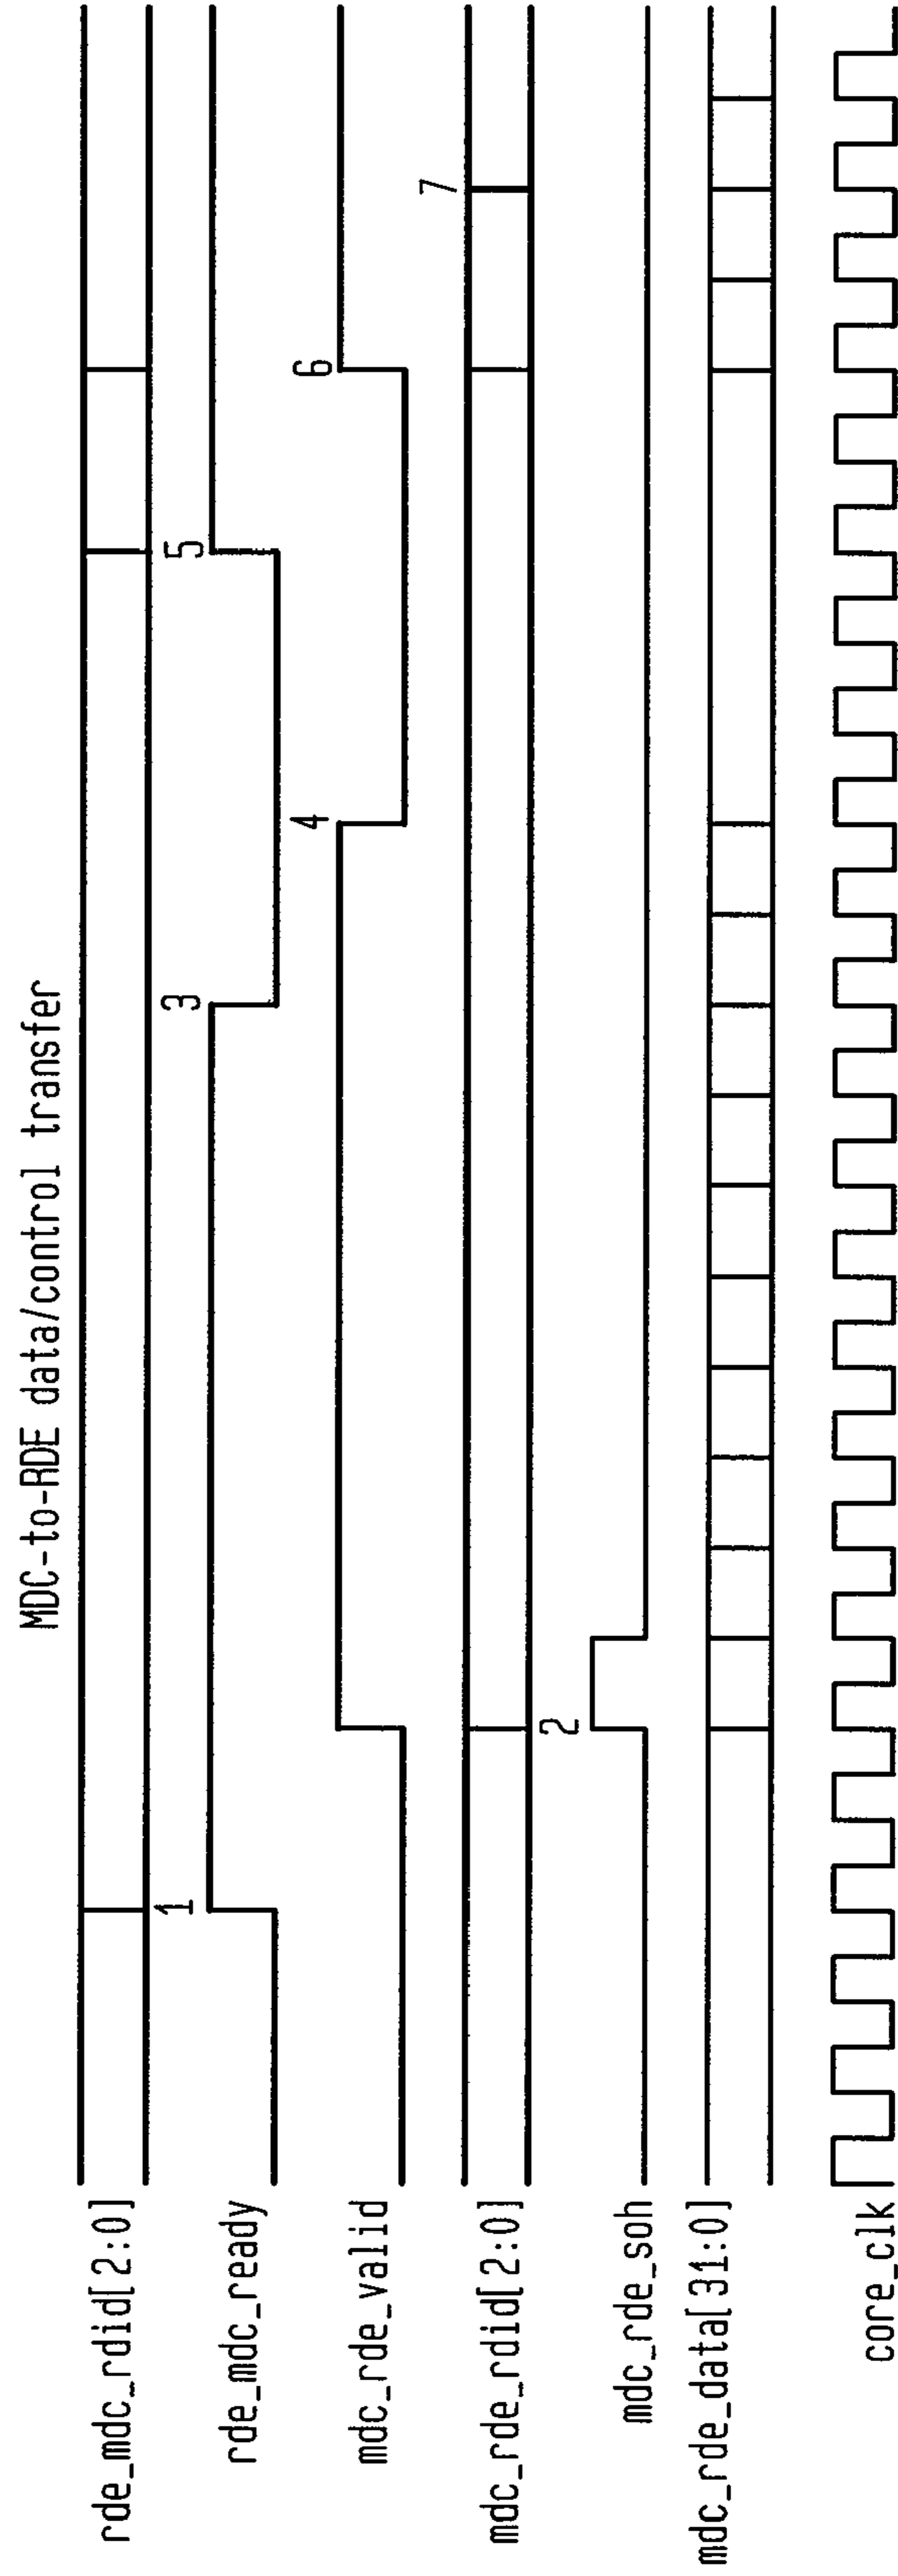 MDC-to-RDE data/control transfer
rde_mdc_rdid[2:0]
1
5
rde_mdc_ready
3
mdc_rde_valid
4
6
mdc_rde_rdid[2:0]
7
2
mdc_rde_soh
mdc_rde_data[31:0]
core_clk